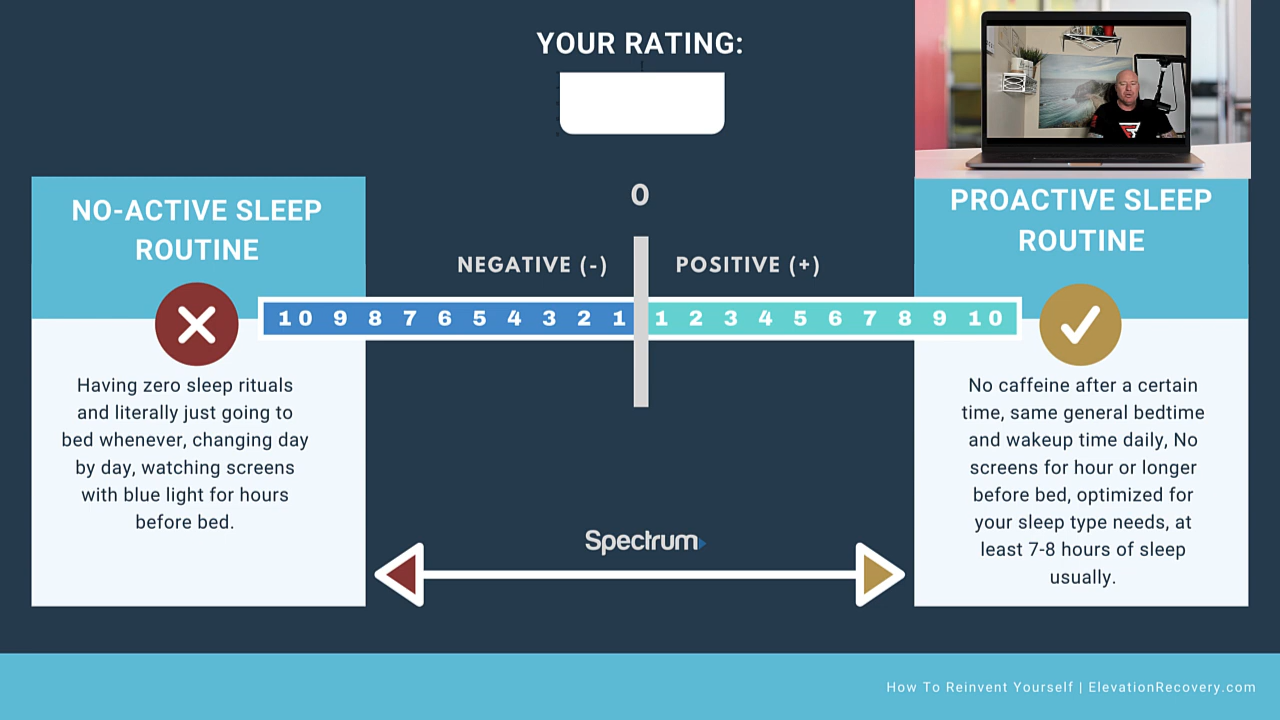 YOUR RATING:
0
NO-ACTIVE SLEEP
ROUTINE
PROACTIVE SLEEP
ROUTINE
NEGATIVE (-) POSITIVE (+)
10 9 8 7 6 5 4 3 2 1 1 2 3 4 5 6 7 8 9 10
Having zero sleep rituals
and literally just going to
bed whenever, changing day
by day, watching screens
with blue light for hours
before bed.
No caffeine after a certain
time, same general bedtime
and wakeup time daily, No
screens for hour or longer
before bed, optimized for
your sleep type needs, at
least 7-8 hours of sleep
usually.
Spectrum
How To Reinvent Yourself | ElevationRecovery.com